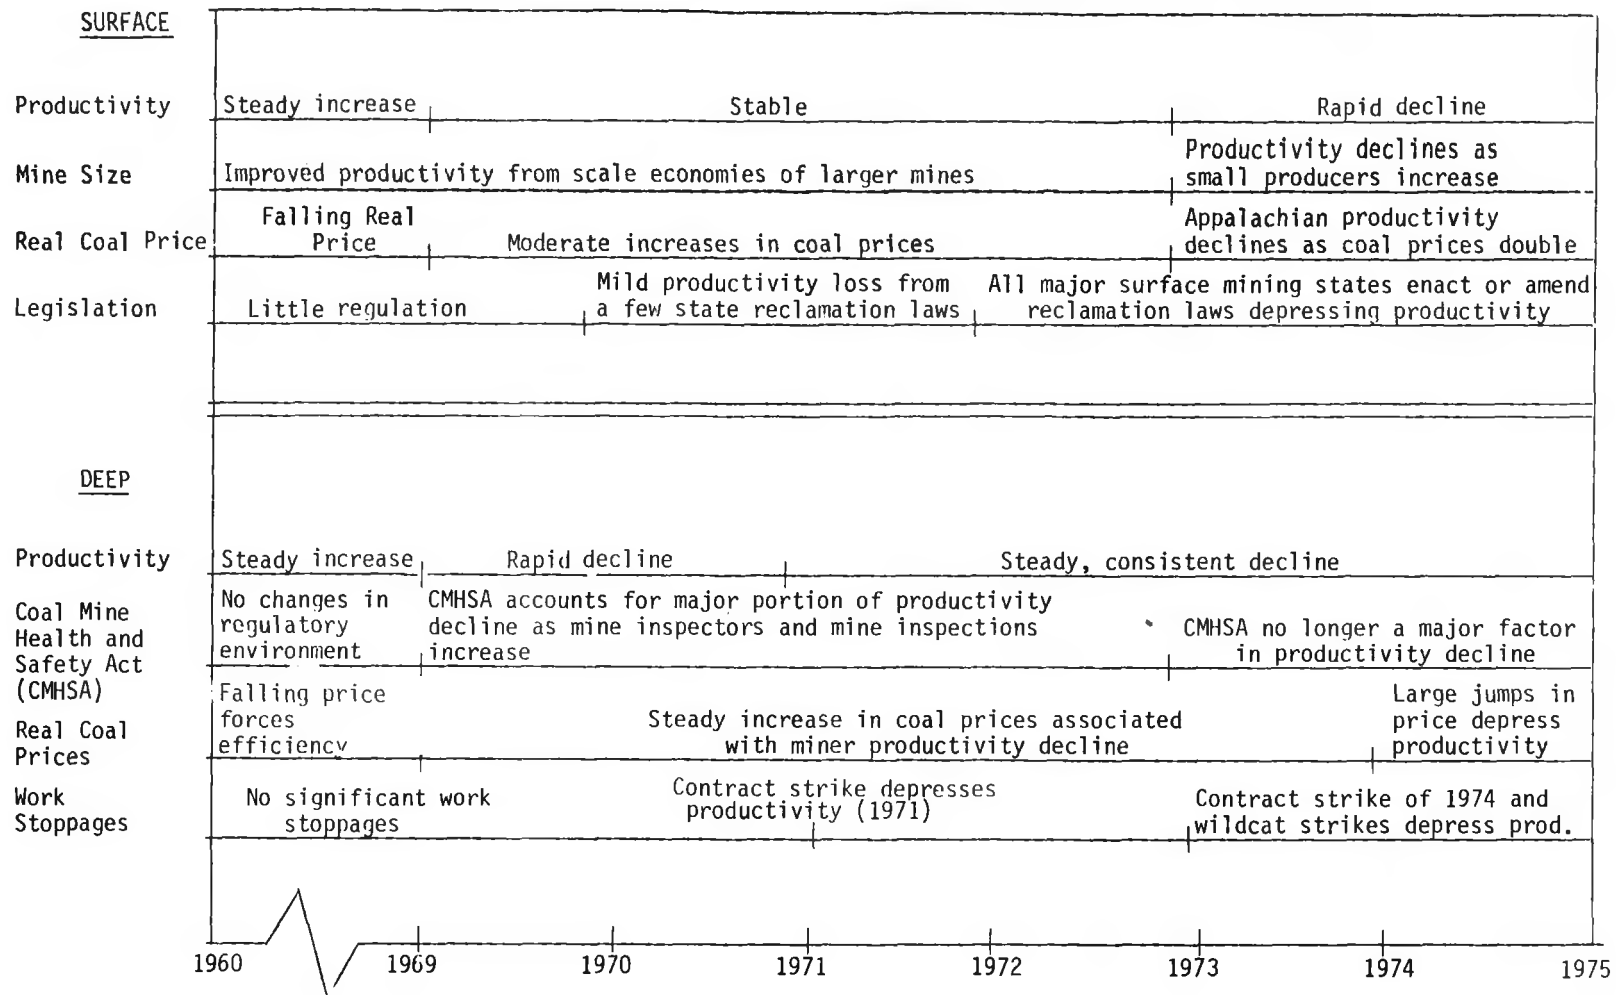 SURFACE
Productivity
Steady increase
Stable
Rapid decline
Mine Size
Improved productivity from scale economies of larger mines
Productivity declines as
small producers increase
Real Coal Price
Falling Real
Price
Moderate increases in coal prices
Appalachian productivity
declines as coal prices double
Legislation
Little regulation
Mild productivity loss from
a few state reclamation laws
All major surface mining states enact or amend
reclamation laws depressing productivity
DEEP
Productivity
Steady increase
Rapid decline
Steady, consistent decline
Coal Mine
Health and
Safety Act
(CMHSA)
No changes in
regulatory
environment
CMHSA accounts for major portion of productivity
decline as mine inspectors and mine inspections
increase
CMHSA no longer a major factor
in productivity decline
Real Coal
Prices
Falling price
forces
efficiency
Steady increase in coal prices associated
with miner productivity decline
Large jumps in
price depress
productivity
Work
Stoppages
No significant work
stoppages
Contract strike depresses
productivity (1971)
Contract strike of 1974 and
wildcat strikes depress prod.
1960
1969
1970
1971
1972
1973
1974
1975